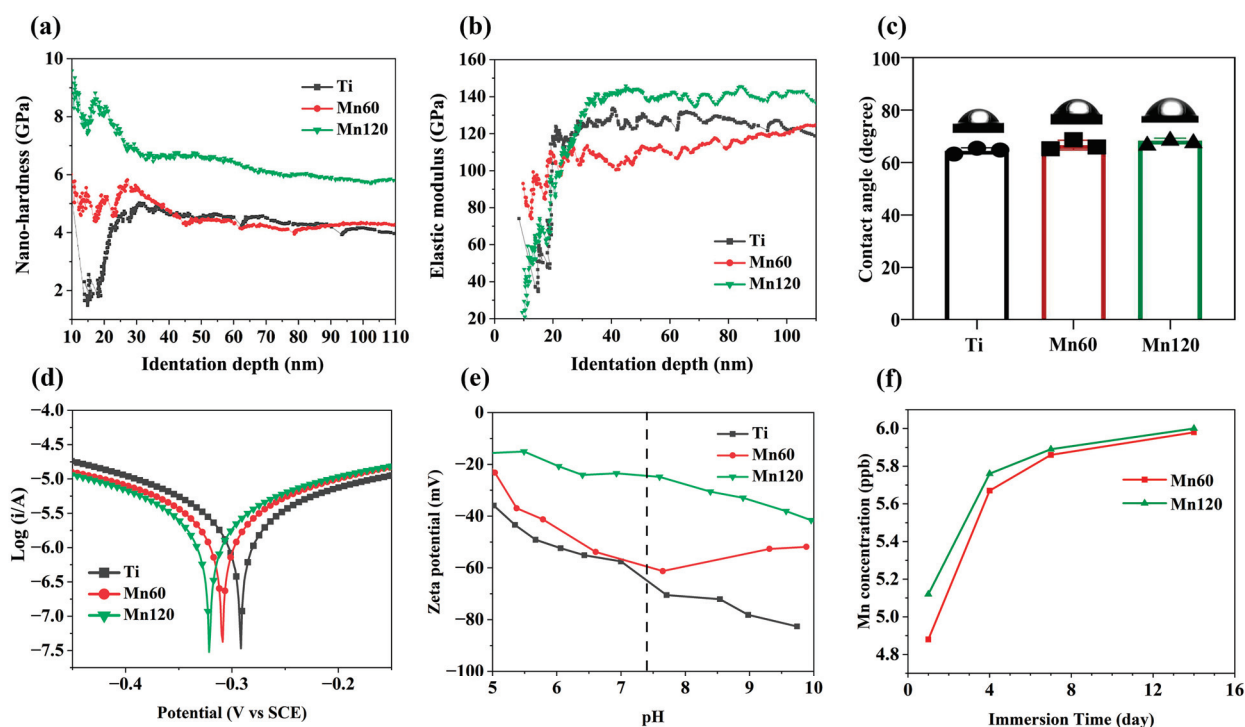 (a)
10
8
6
4
2
Nano-hardness (GPa)
Ti
Mn60
Mn120
10 20 30 40 50 60 70 80 90 100 110
Identation depth (nm)
(b)
160
140
120
100
80
60
40
20
Elastic modulus (GPa)
Ti
Mn60
Mn120
0 20 40 60 80 100
Identation depth (nm)
(c)
100
80
60
40
20
0
Contact angle (degree)
Ti Mn60 Mn120
(d)
−4.0
−4.5
−5.0
−5.5
−6.0
−6.5
−7.0
−7.5
Log (i/A)
Ti
Mn60
Mn120
−0.4 −0.3 −0.2
Potential (V vs SCE)
(e)
0
−20
−40
−60
−80
−100
Zeta potential (mV)
Ti
Mn60
Mn120
5 6 7 8 9 10
pH
(f)
6.0
5.8
5.6
5.4
5.2
5.1
5.0
4.8
Mn concentration (ppb)
Mn60
Mn120
0 4 8 12 16
Immersion Time (day)